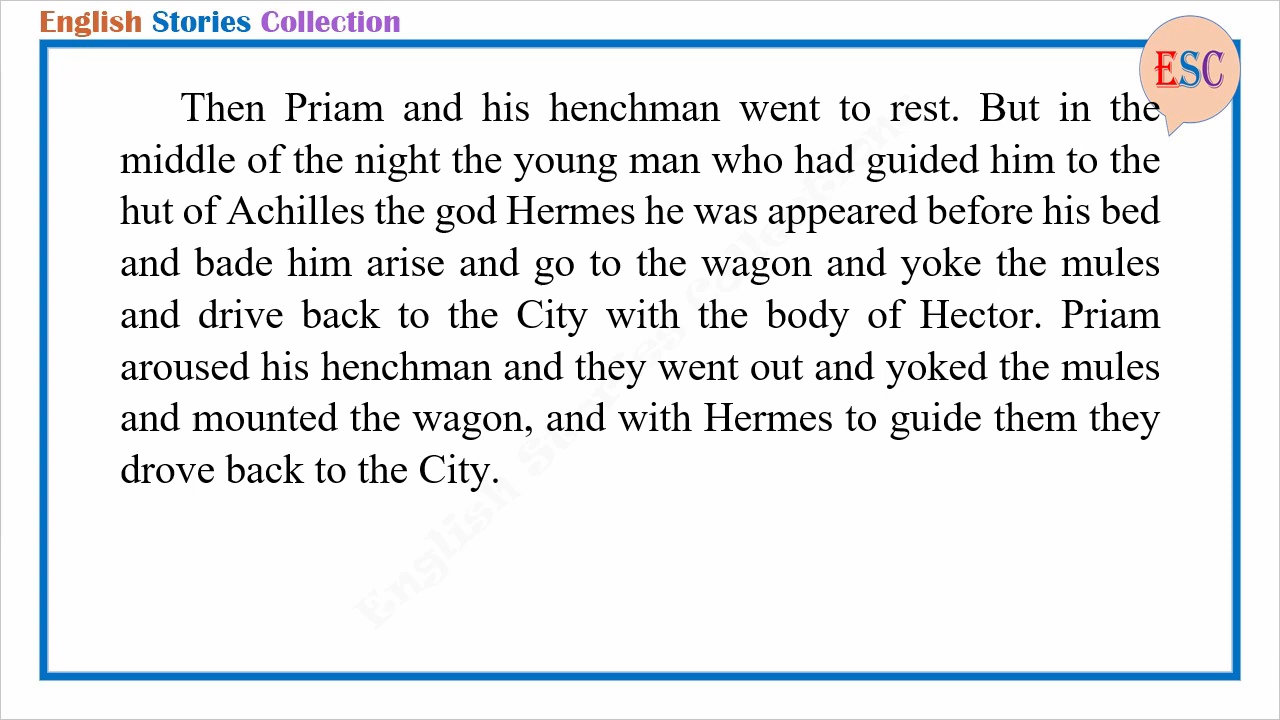 English Stories Collection
ESC
Then Priam and his henchman went to rest. But in the
middle of the night the young man who had guided him to the
hut of Achilles the god Hermes he was appeared before his bed
and bade him arise and go to the wagon and yoke the mules
and drive back to the City with the body of Hector. Priam
aroused his henchman and they went out and yoked the mules
and mounted the wagon, and with Hermes to guide them they
drove back to the City.
English Stories Collection